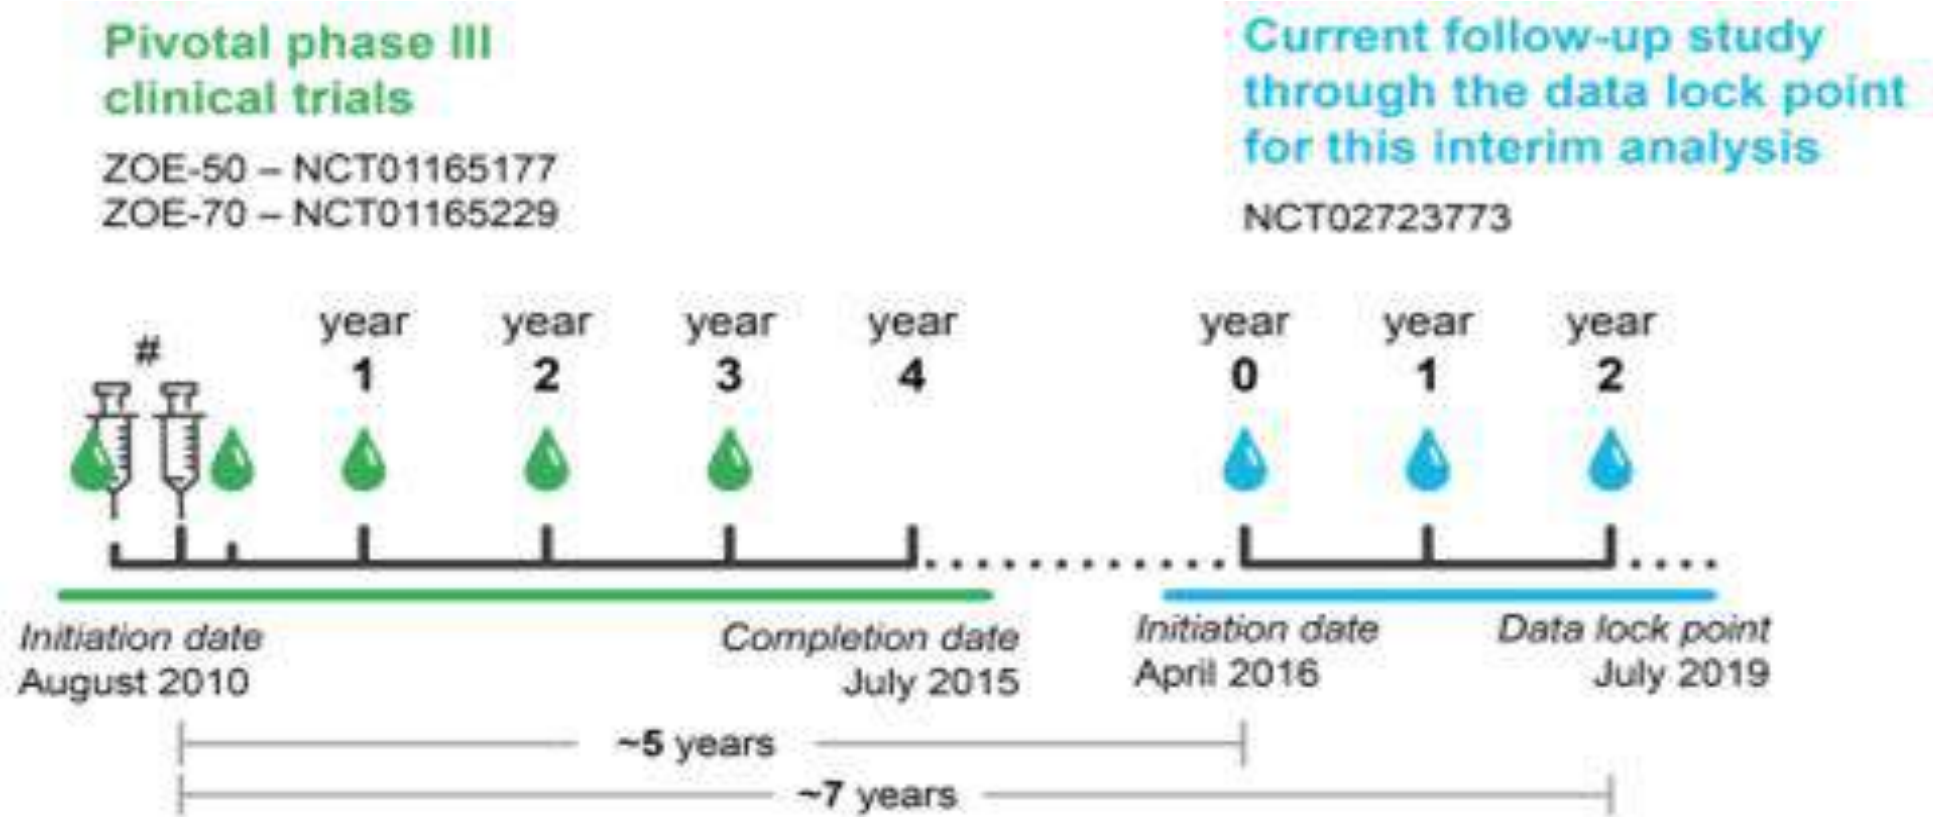 Pivotal phase III
clinical trials
ZOE-50 – NCT01165177
ZOE-70 – NCT01165229
Current follow-up study
through the data lock point
for this interim analysis
NCT02723773
#
year
1
year
2
year
3
year
4
year
0
year
1
year
2
Initiation date
August 2010
Completion date
July 2015
Initiation date
April 2016
Data lock point
July 2019
~5 years
~7 years